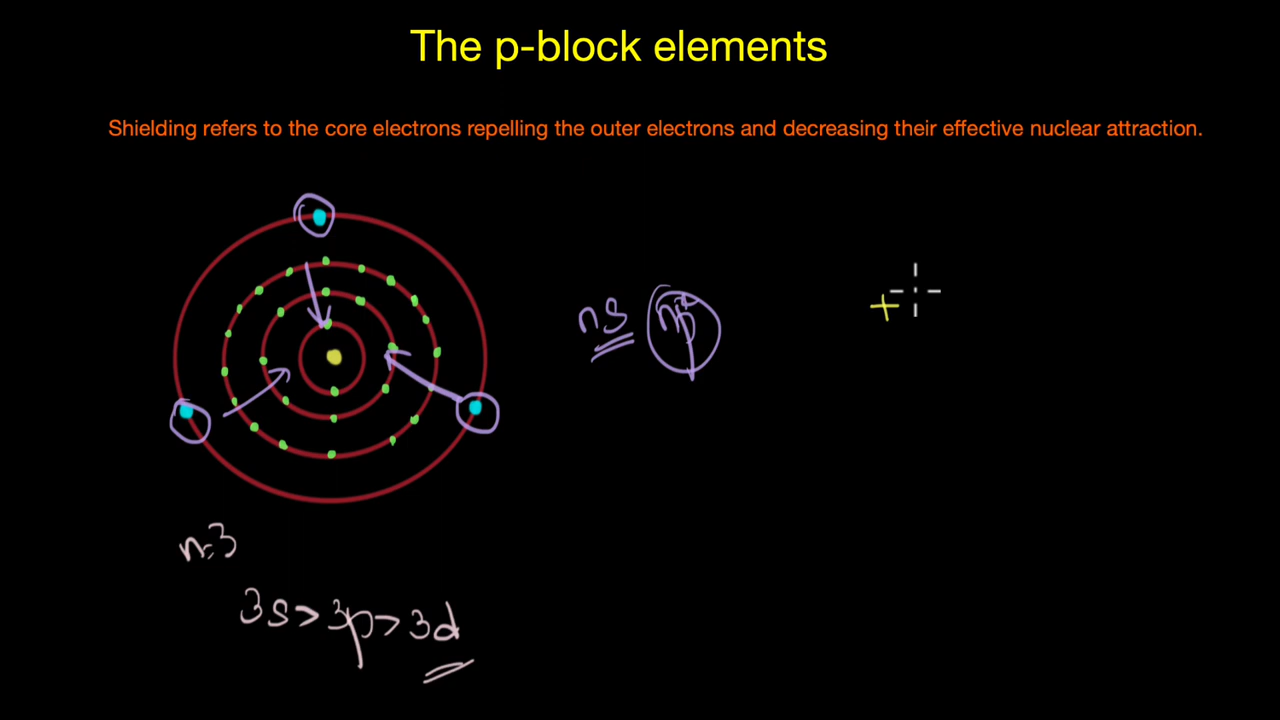 The p-block elements
Shielding refers to the core electrons repelling the outer electrons and decreasing their effective nuclear attraction.
ns
+
n=3
3s > 3p > 3d